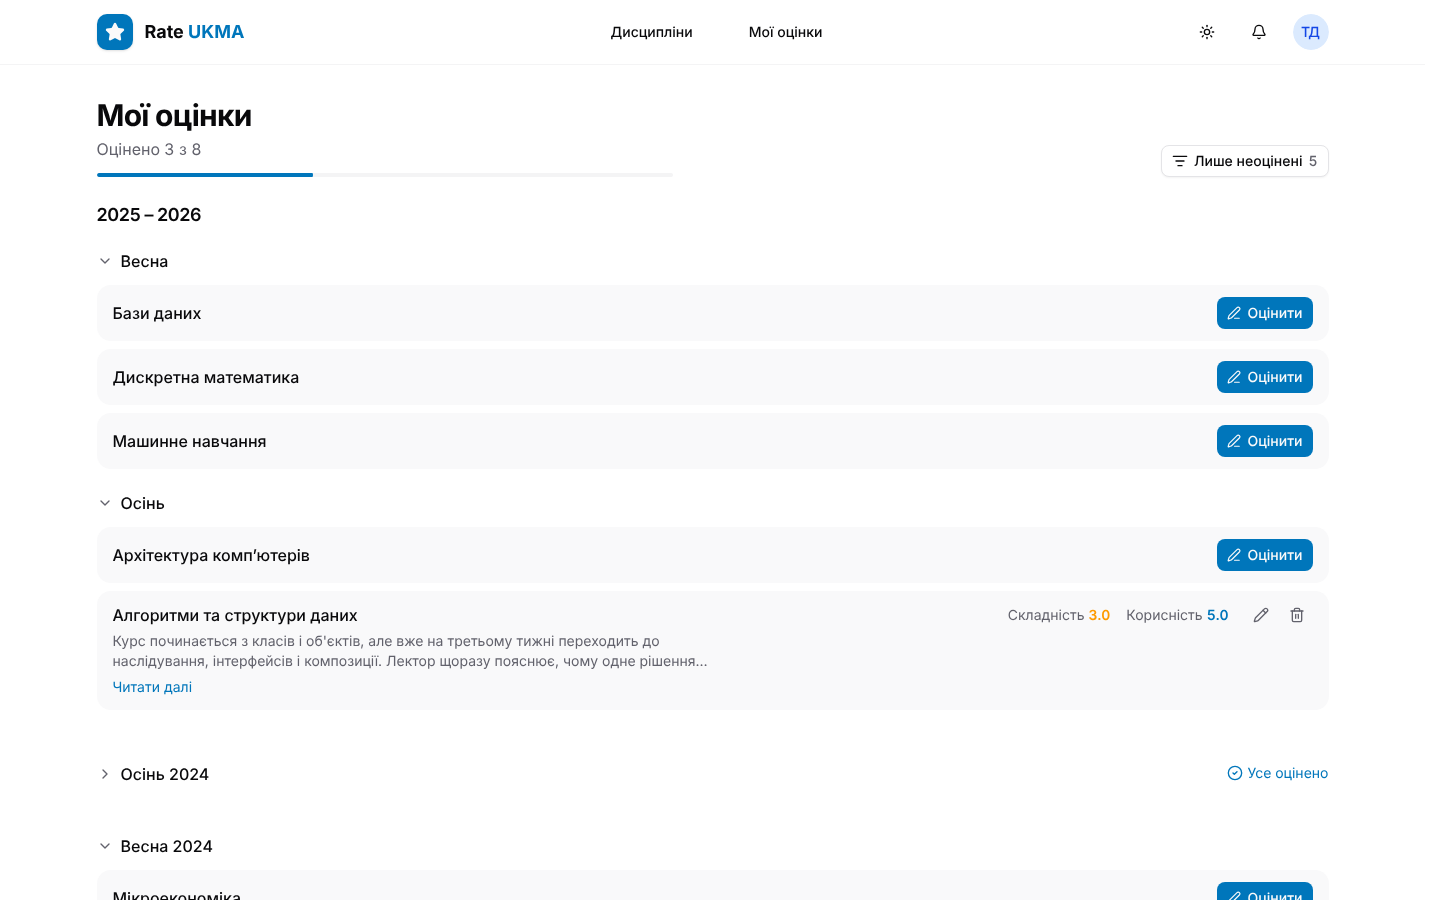 Rate UKMA
Дисципліни
Мої оцінки
ТД
Мої оцінки
Оцінено 3 з 8
Лише неоцінені 5
2025 – 2026
Весна
Бази даних
Оцінити
Дискретна математика
Оцінити
Машинне навчання
Оцінити
Осінь
Архітектура комп’ютерів
Оцінити
Алгоритми та структури даних
Складність 3.0 Корисність 5.0
Курс починається з класів і об'єктів, але вже на третьому тижні переходить до
наслідування, інтерфейсів і композиції. Лектор щоразу пояснює, чому одне рішення...
Читати далі
Осінь 2024
Усе оцінено
Весна 2024
Мікроекономіка
Оцінити